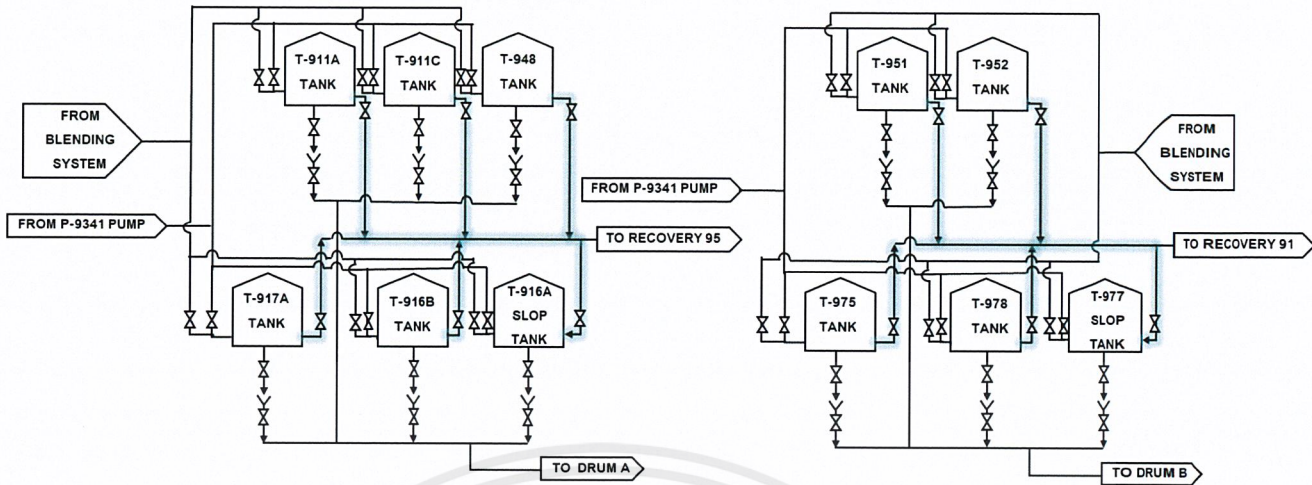 T-911A
TANK
T-911C
TANK
T-948
TANK
FROM
BLENDING
SYSTEM
FROM P-9341 PUMP
TO RECOVERY 95
T-917A
TANK
T-916B
TANK
T-916A
SLOP
TANK
TO DRUM A
T-951
TANK
T-952
TANK
FROM
BLENDING
SYSTEM
FROM P-9341 PUMP
TO RECOVERY 91
T-975
TANK
T-978
TANK
T-977
SLOP
TANK
TO DRUM B